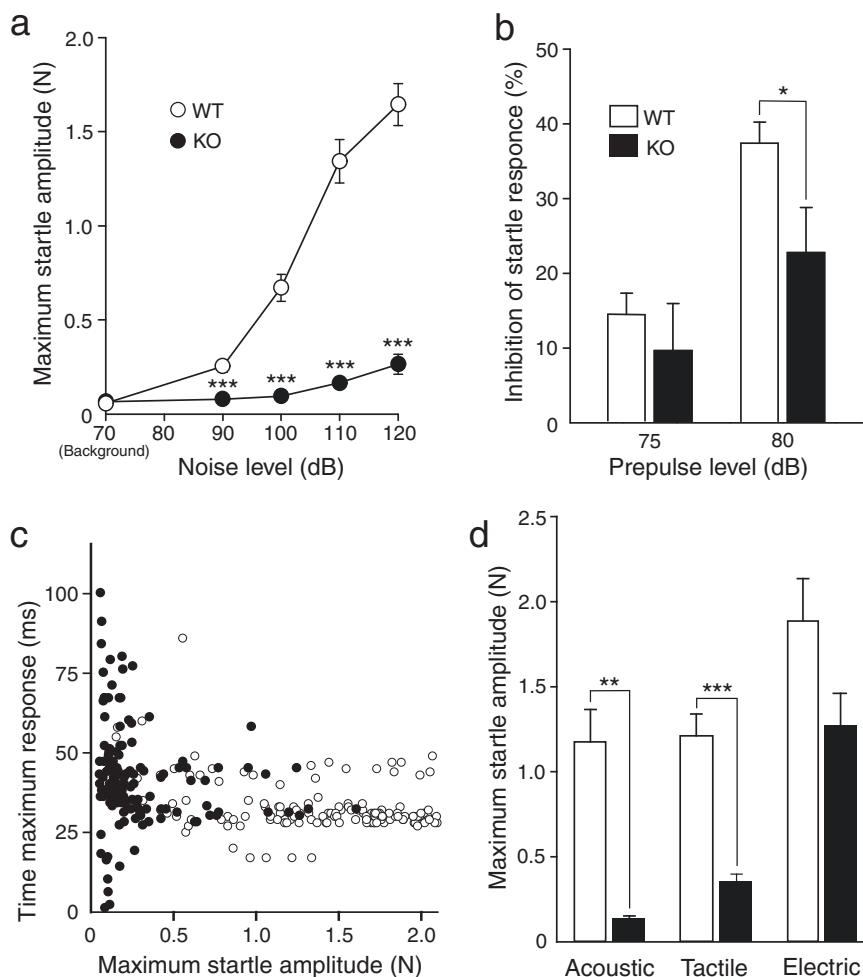 a
Maximum startle amplitude (N)
2.0
1.5
1.0
0.5
0
WT
KO
***
***
***
***
70
80
90
100
110
120
(Background)
Noise level (dB)
b
Inhibition of startle responce (%)
50
40
30
20
10
0
WT
KO
*
75
80
Prepulse level (dB)
c
Time maximum response (ms)
100
75
50
25
0
0
0.5
1.0
1.5
2.0
Maximum startle amplitude (N)
d
Maximum startle amplitude (N)
2.5
2.0
1.5
1.0
0.5
0
**
***
Acoustic
Tactile
Electric